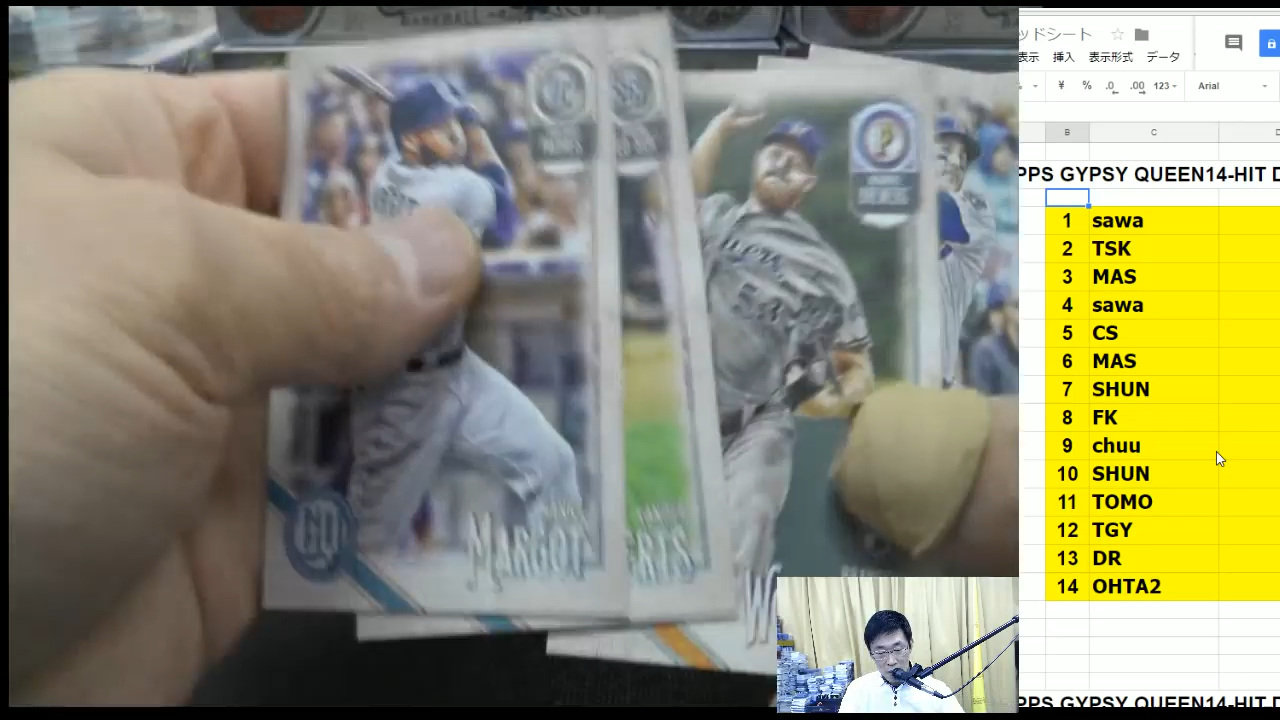 ッドシート
表示 挿入 表示形式 データ
¥ % .0 .00 123 Arial
B C D
PPS GYPSY QUEEN14-HIT D
1 sawa
2 TSK
3 MAS
4 sawa
5 CS
6 MAS
7 SHUN
8 FK
9 chuu
10 SHUN
11 TOMO
12 TGY
13 DR
14 OHTA2
PPS GYPSY QUEEN14-HIT D
GQ
MARGOT
ERTS
W